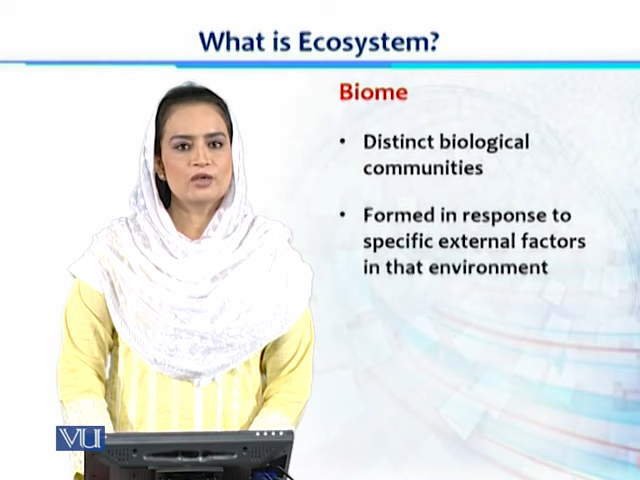 What is Ecosystem?
Biome
• Distinct biological
communities
• Formed in response to
specific external factors
in that environment
VU